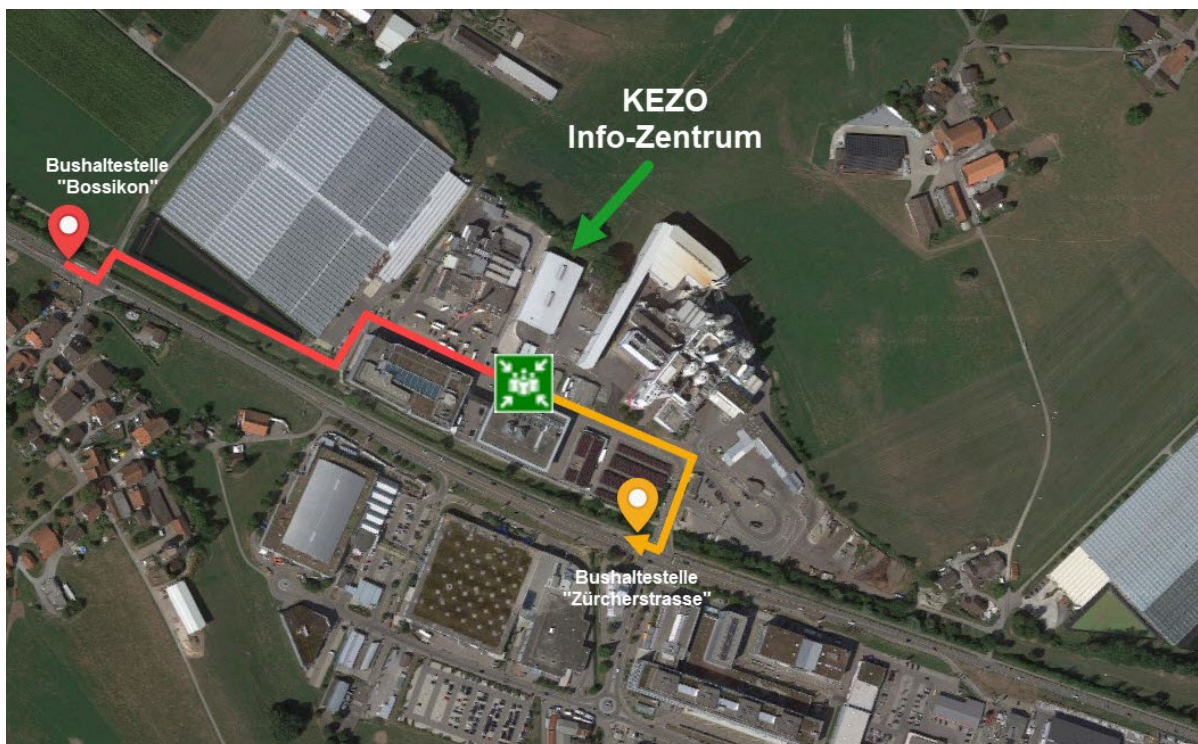 KEZO
Info-Zentrum
Bushaltestelle
"Bossikon"
Bushaltestelle
"Zürcherstrasse"